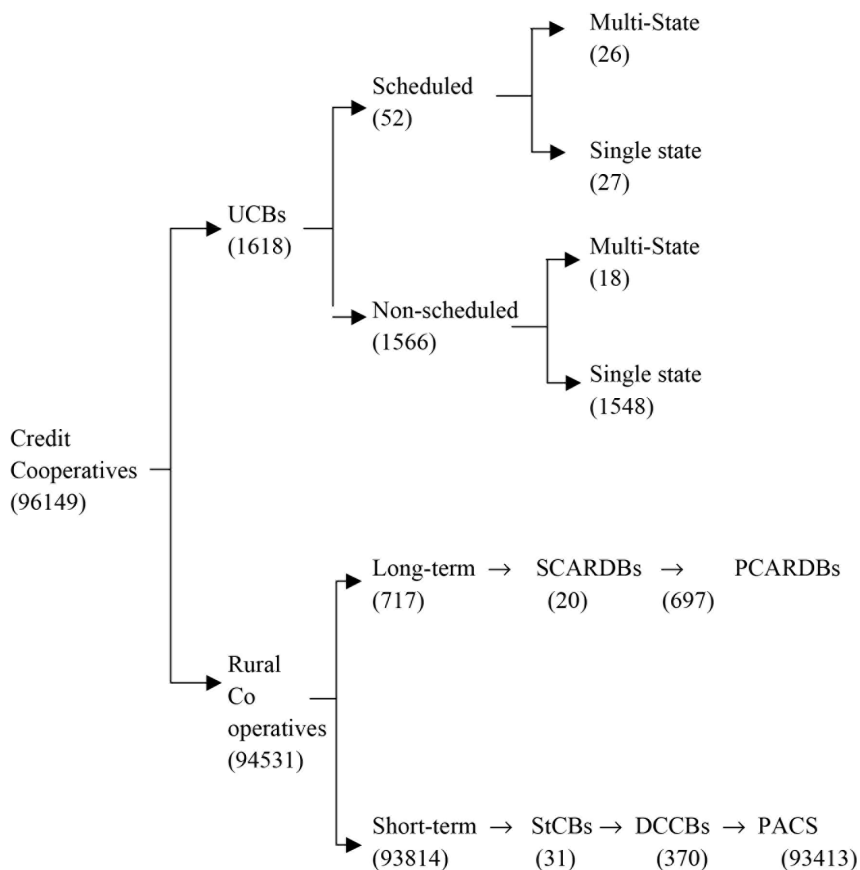 Multi-State
(26)
Scheduled
(52)
Single state
(27)
UCBs
(1618)
Multi-State
(18)
Non-scheduled
(1566)
Single state
(1548)
Credit
Cooperatives
(96149)
Long-term → SCARDBs → PCARDBs
(717) (20) (697)
Rural
Co
operatives
(94531)
Short-term → StCBs → DCCBs → PACS
(93814) (31) (370) (93413)